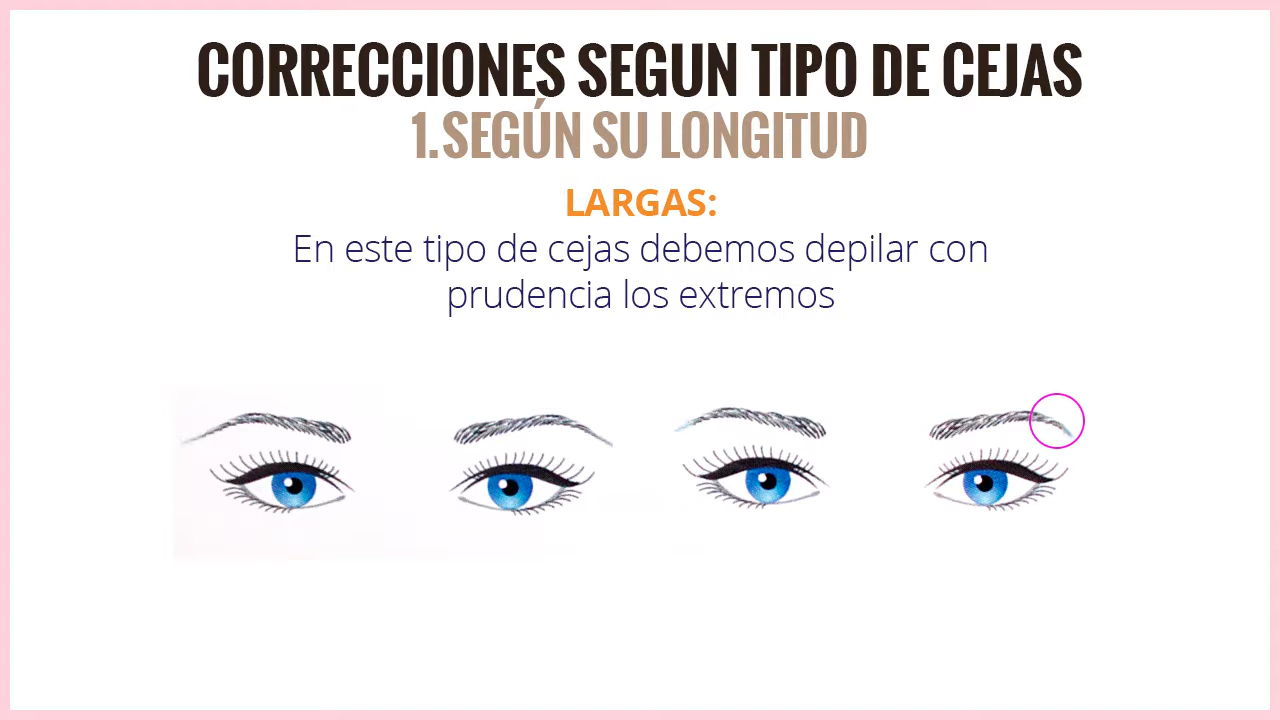 CORRECCIONES SEGUN TIPO DE CEJAS
1.SEGÚN SU LONGITUD
LARGAS:
En este tipo de cejas debemos depilar con
prudencia los extremos